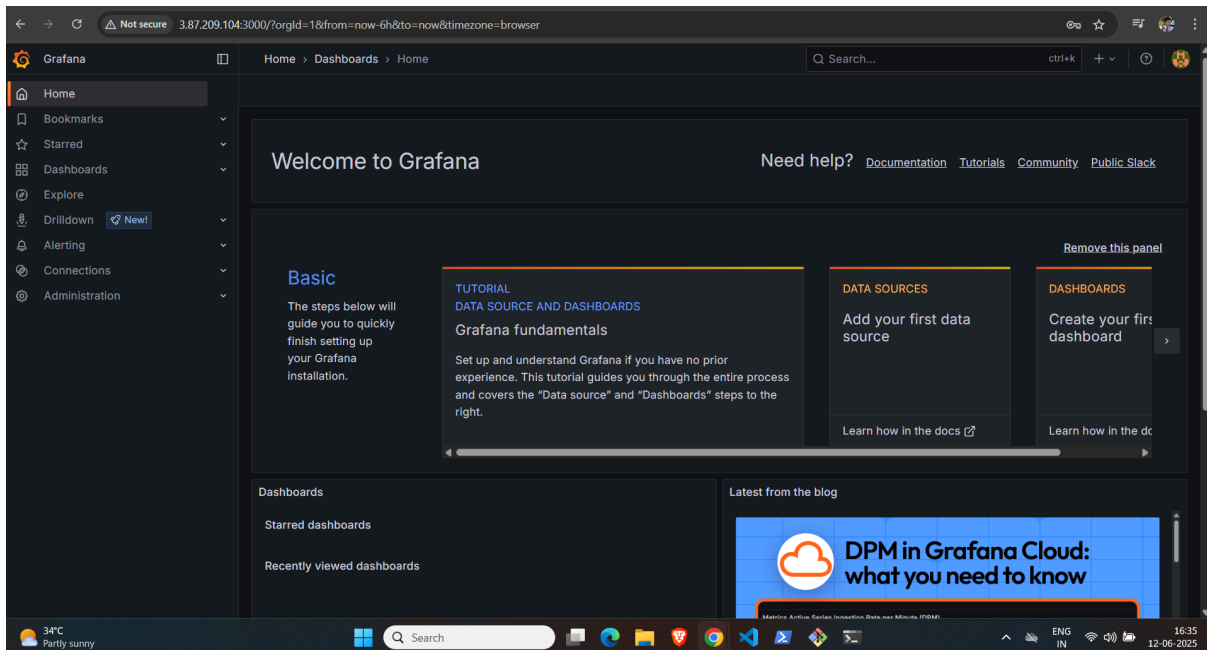 Not secure 3.87.209.104:3000/?orgId=1&from=now-6h&to=now&timezone=browser
Grafana
Home › Dashboards › Home
Search...
ctrl+k
Home
Bookmarks
Starred
Dashboards
Explore
Drilldown New!
Alerting
Connections
Administration
Welcome to Grafana
Need help? Documentation Tutorials Community Public Slack
Remove this panel
Basic
The steps below will
guide you to quickly
finish setting up
your Grafana
installation.
TUTORIAL
DATA SOURCE AND DASHBOARDS
Grafana fundamentals
Set up and understand Grafana if you have no prior
experience. This tutorial guides you through the entire process
and covers the “Data source” and “Dashboards” steps to the
right.
DATA SOURCES
Add your first data
source
Learn how in the docs
DASHBOARDS
Create your firs
dashboard
Learn how in the do
Dashboards
Starred dashboards
Recently viewed dashboards
Latest from the blog
DPM in Grafana Cloud:
what you need to know
Metrics Active Series Ingestion Rate per Minute (DPM)
34°C
Partly sunny
Search
ENG
IN
16:35
12-06-2025